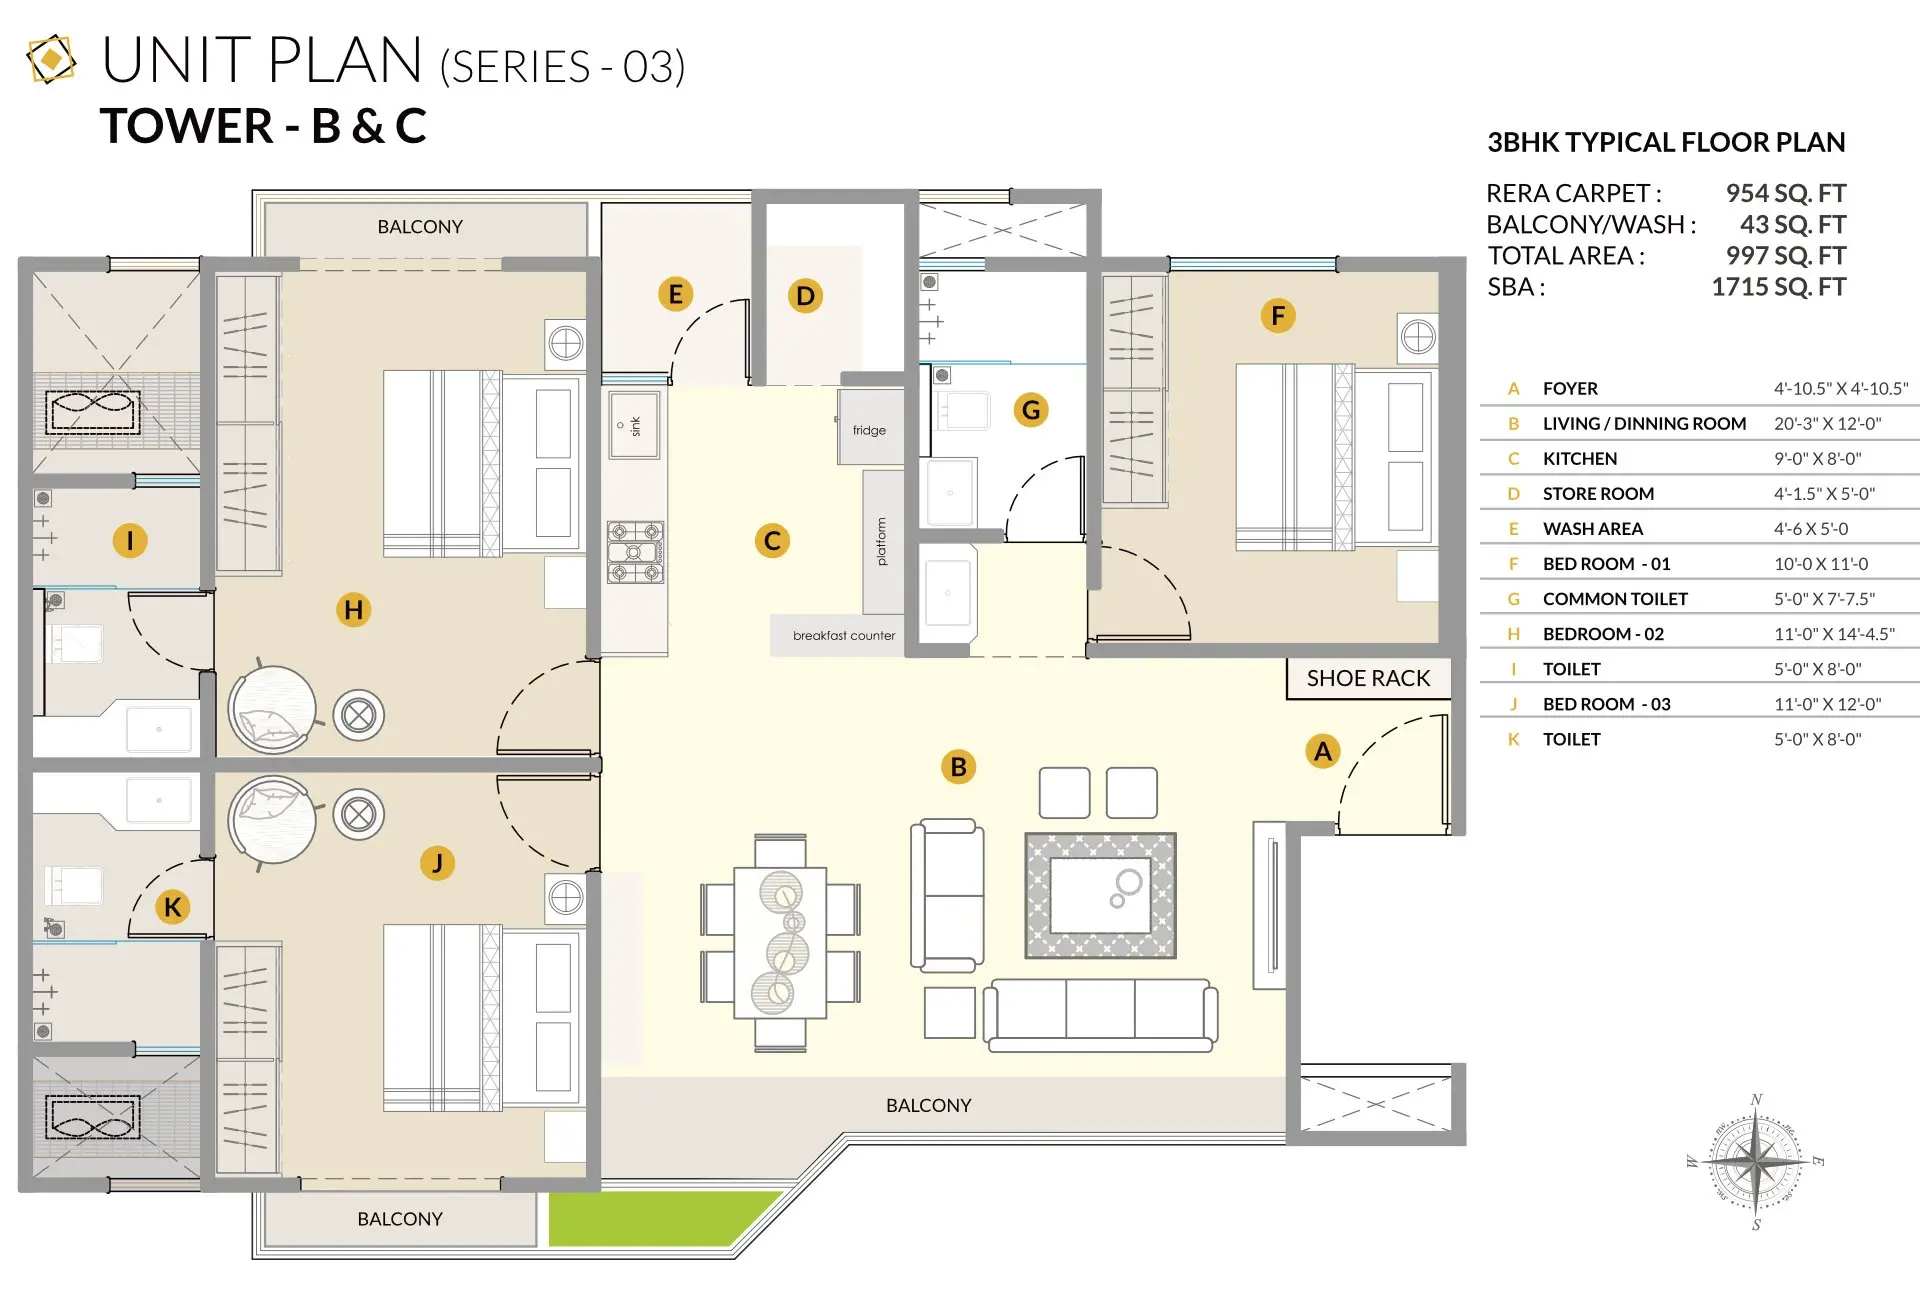 UNIT PLAN (SERIES - 03)
TOWER - B & C
3BHK TYPICAL FLOOR PLAN
RERA CARPET : 954 SQ. FT
BALCONY/WASH : 43 SQ. FT
TOTAL AREA : 997 SQ. FT
SBA : 1715 SQ. FT
A FOYER 4'-10.5" X 4'-10.5"
B LIVING / DINNING ROOM 20'-3" X 12'-0"
C KITCHEN 9'-0" X 8'-0"
D STORE ROOM 4'-1.5" X 5'-0"
E WASH AREA 4'-6 X 5'-0
F BED ROOM - 01 10'-0 X 11'-0
G COMMON TOILET 5'-0" X 7'-7.5"
H BEDROOM - 02 11'-0" X 14'-4.5"
I TOILET 5'-0" X 8'-0"
J BED ROOM - 03 11'-0" X 12'-0"
K TOILET 5'-0" X 8'-0"
BALCONY
E
D
F
G
sink
fridge
C
platform
I
H
breakfast counter
SHOE RACK
A
B
J
K
BALCONY
BALCONY
N
W
E
S